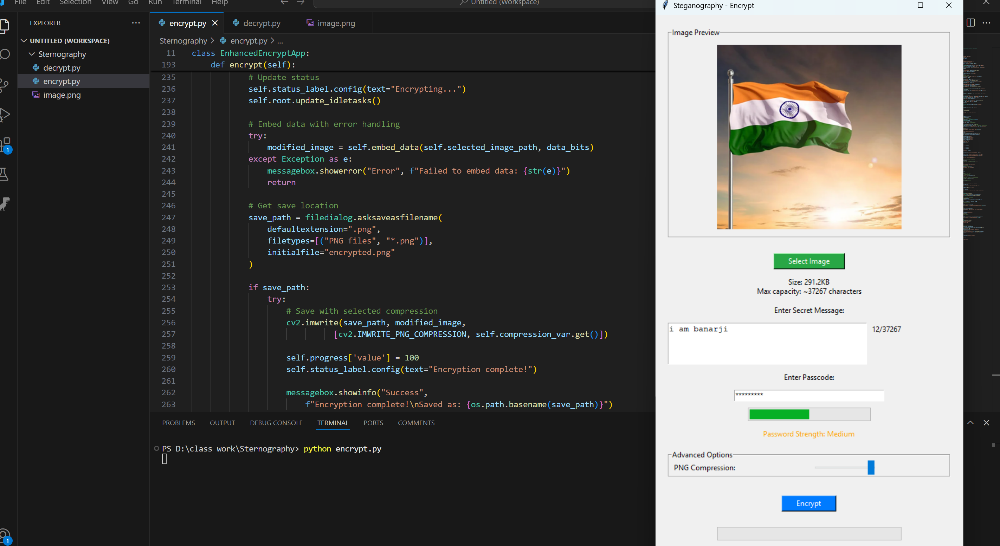 File Edit Selection View Go Run Terminal Help
Untitled (Workspace)
EXPLORER
UNTITLED (WORKSPACE)
Sternography
decrypt.py
encrypt.py
image.png
1
1
encrypt.py decrypt.py image.png
Sternography > encrypt.py > ...
11 class EnhancedEncryptApp:
193 def encrypt(self):
235 # Update status
236 self.status_label.config(text="Encrypting...")
237 self.root.update_idletasks()
238
239 # Embed data with error handling
240 try:
241 modified_image = self.embed_data(self.selected_image_path, data_bits)
242 except Exception as e:
243 messagebox.showerror("Error", f"Failed to embed data: {str(e)}")
244 return
245
246 # Get save location
247 save_path = filedialog.asksaveasfilename(
248 defaultextension=".png",
249 filetypes=[("PNG files", "*.png")],
250 initialfile="encrypted.png"
251 )
252
253 if save_path:
254 try:
255 # Save with selected compression
256 cv2.imwrite(save_path, modified_image,
257 [cv2.IMWRITE_PNG_COMPRESSION, self.compression_var.get()])
258
259 self.progress['value'] = 100
260 self.status_label.config(text="Encryption complete!")
261
262 messagebox.showinfo("Success",
263 f"Encryption complete!\nSaved as: {os.path.basename(save_path)}")
PROBLEMS OUTPUT DEBUG CONSOLE TERMINAL PORTS COMMENTS
PS D:\class work\Sternography> python encrypt.py
Steganography - Encrypt
Image Preview
Select Image
Size: 291.2KB
Max capacity: ~37267 characters
Enter Secret Message:
i am banarji
12/37267
Enter Passcode:
*********
Password Strength: Medium
Advanced Options
PNG Compression:
Encrypt